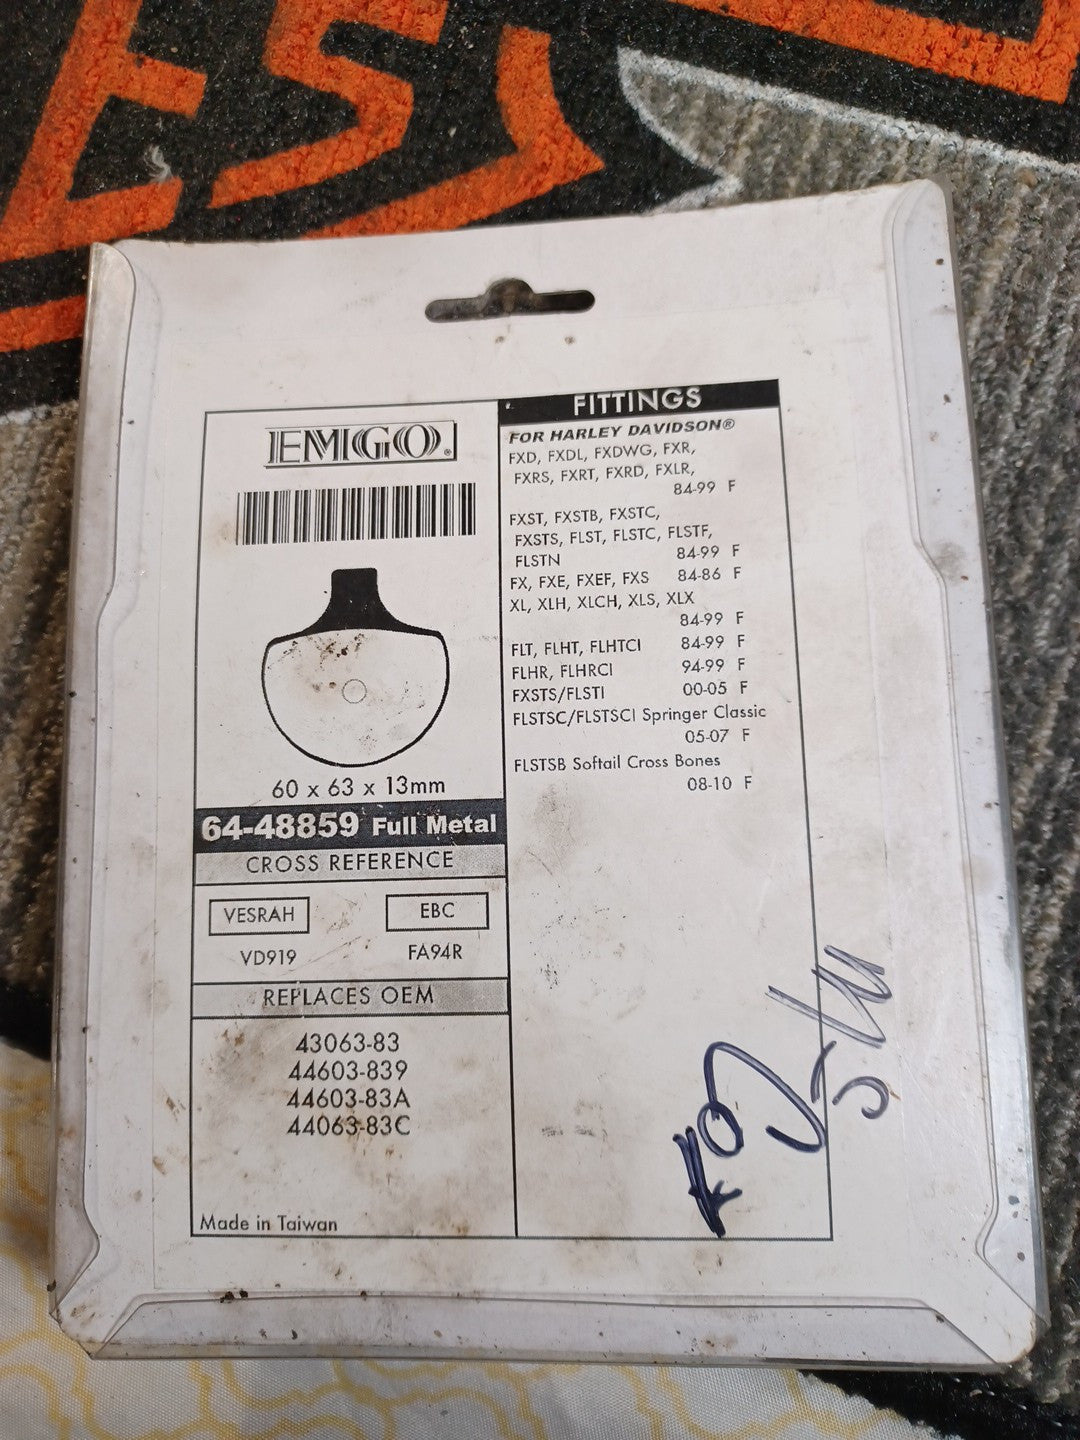 EMGO®
60 x 63 x 13mm
64-48859 Full Metal
CROSS REFERENCE
VESRAH EBC
VD919 FA94R
REPLACES OEM
43063-83
44603-839
44603-83A
44063-83C
Made in Taiwan
FITTINGS
FOR HARLEY DAVIDSON®
FXD, FXDL, FXDWG, FXR,
FXRS, FXRT, FXRD, FXLR,
84-99 F
FXST, FXSTB, FXSTC,
FXSTS, FLST, FLSTC, FLSTF,
FLSTN 84-99 F
FX, FXE, FXEF, FXS 84-86 F
XL, XLH, XLCH, XLS, XLX
84-99 F
FLT, FLHT, FLHTCI 84-99 F
FLHR, FLHRCI 94-99 F
FXSTS/FLSTI 00-05 F
FLSTSC/FLSTSCI Springer Classic
05-07 F
FLSTSB Softail Cross Bones
08-10 F